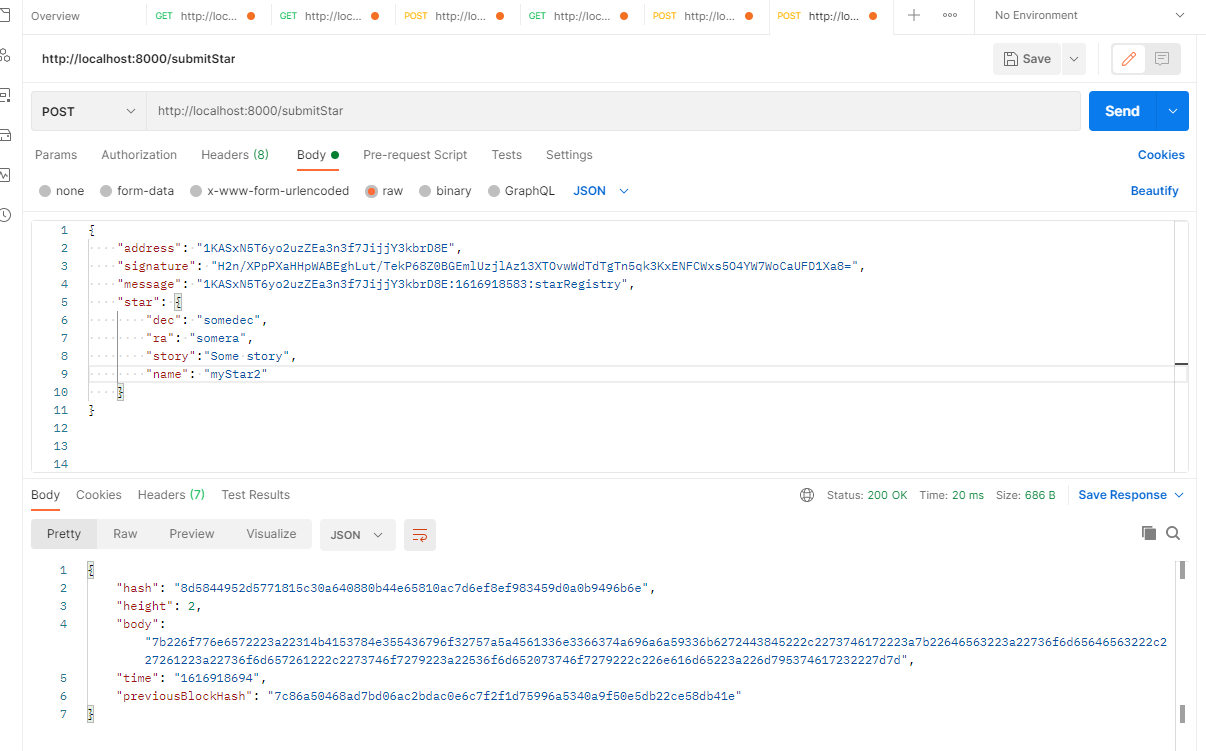 Overview GET http://loc... GET http://loc... POST http://loc... GET http://loc... POST http://loc... POST http://lo... No Environment
http://localhost:8000/submitStar Save
POST http://localhost:8000/submitStar Send
Params Authorization Headers (8) Body Pre-request Script Tests Settings Cookies
none form-data x-www-form-urlencoded raw binary GraphQL JSON Beautify
1 {
2 "address": "1KASxN5T6yo2uzZEa3n3f7JijjY3kbrD8E",
3 "signature": "H2n/XPpPXaHHpWABEghLut/TekP68Z0BGEmlUzjlAz13XTOvwWdTdTgTn5qk3KxENFCWxs5O4YW7WoCaUFD1Xa8=",
4 "message": "1KASxN5T6yo2uzZEa3n3f7JijjY3kbrD8E:1616918583:starRegistry",
5 "star": {
6 "dec": "somedec",
7 "ra": "somera",
8 "story":"Some story",
9 "name": "myStar2"
10 }
11 }
12
13
14
Body Cookies Headers (7) Test Results Status: 200 OK Time: 20 ms Size: 686 B Save Response
Pretty Raw Preview Visualize JSON
1 {
2 "hash": "8d5844952d5771815c30a640880b44e65810ac7d6ef8ef983459d0a0b9496b6e",
3 "height": 2,
4 "body":
"7b226f776e6572223a22314b4153784e355436796f32757a5a4561336e3366374a696a6a59336b6272443845222c2273746172223a7b22646563223a22736f6d65646563222c2
27261223a22736f6d657261222c2273746f7279223a22536f6d652073746f7279222c226e616d65223a226d795374617232227d7d",
5 "time": "1616918694",
6 "previousBlockHash": "7c86a50468ad7bd06ac2bdac0e6c7f2f1d75996a5340a9f50e5db22ce58db41e"
7 }